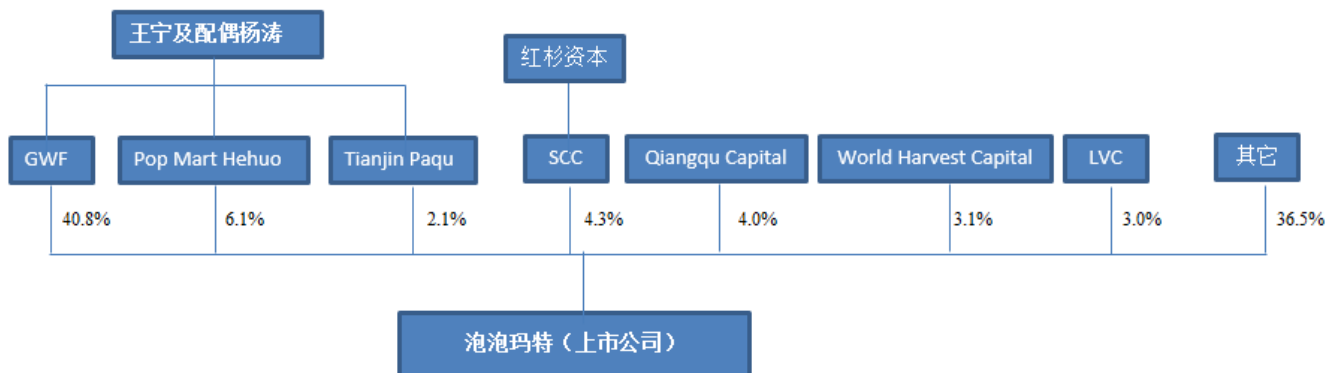 王宁及配偶杨涛
红杉资本
GWF
Pop Mart Hehuo
Tianjin Paqu
SCC
Qiangqu Capital
World Harvest Capital
LVC
其它
40.8%
6.1%
2.1%
4.3%
4.0%
3.1%
3.0%
36.5%
泡泡玛特（上市公司）